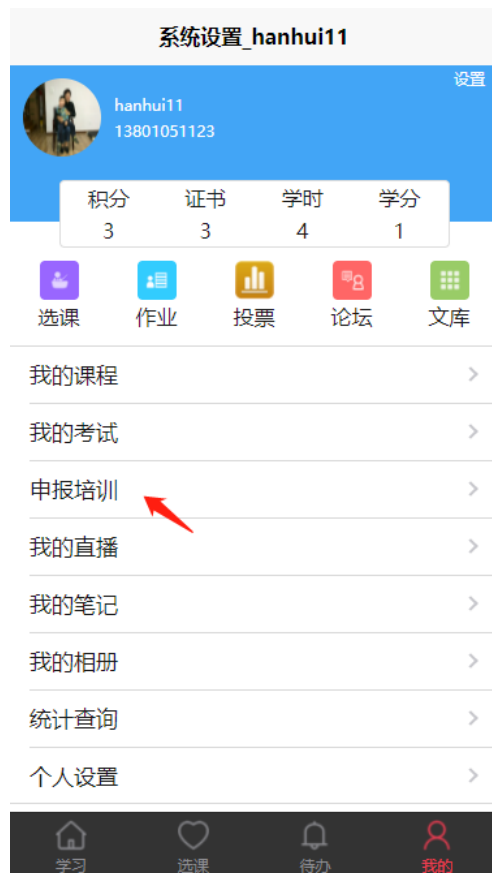 系统设置_hanhui11
设置
hanhui11
13801051123
积分 证书 学时 学分
3 3 4 1
选课 作业 投票 论坛 文库
我的课程
我的考试
申报培训
我的直播
我的笔记
我的相册
统计查询
个人设置
学习 选课 待办 我的